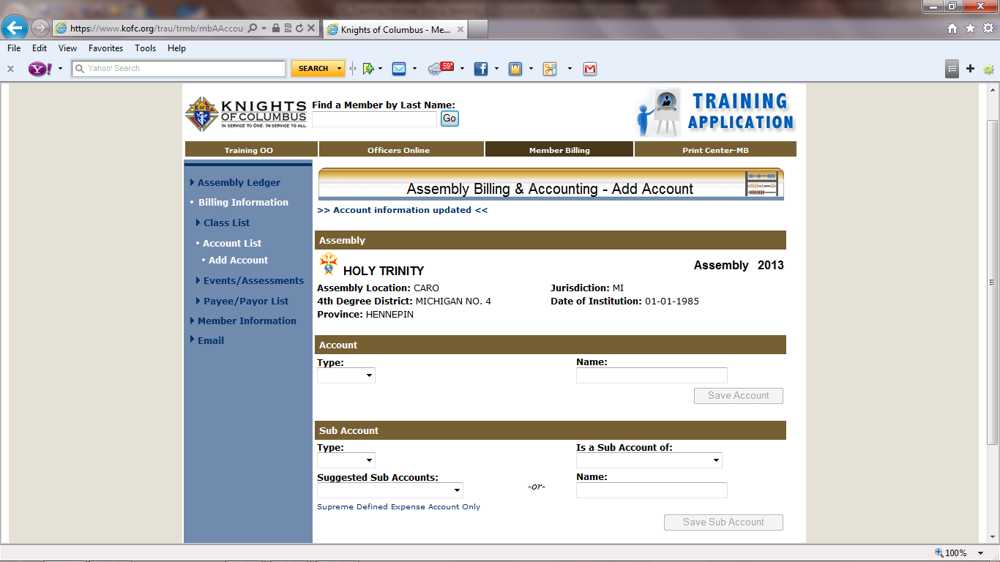 https://www.kofc.org/trau/trmb/mbAAccou
Knights of Columbus - Me...
File Edit View Favorites Tools Help
Y! Yahoo! Search SEARCH 59°
KNIGHTS
OF COLUMBUS
IN SERVICE TO ONE. IN SERVICE TO ALL.
Find a Member by Last Name:
Go
TRAINING
APPLICATION
Training OO Officers Online Member Billing Print Center-MB
Assembly Ledger
Billing Information
Class List
Account List
Add Account
Events/Assessments
Payee/Payor List
Member Information
Email
Assembly Billing & Accounting - Add Account
>> Account information updated <<
Assembly
HOLY TRINITY Assembly 2013
Assembly Location: CARO Jurisdiction: MI
4th Degree District: MICHIGAN NO. 4 Date of Institution: 01-01-1985
Province: HENNEPIN
Account
Type: Name:
Save Account
Sub Account
Type: Is a Sub Account of:
Suggested Sub Accounts: -or- Name:
Supreme Defined Expense Account Only
Save Sub Account
100%